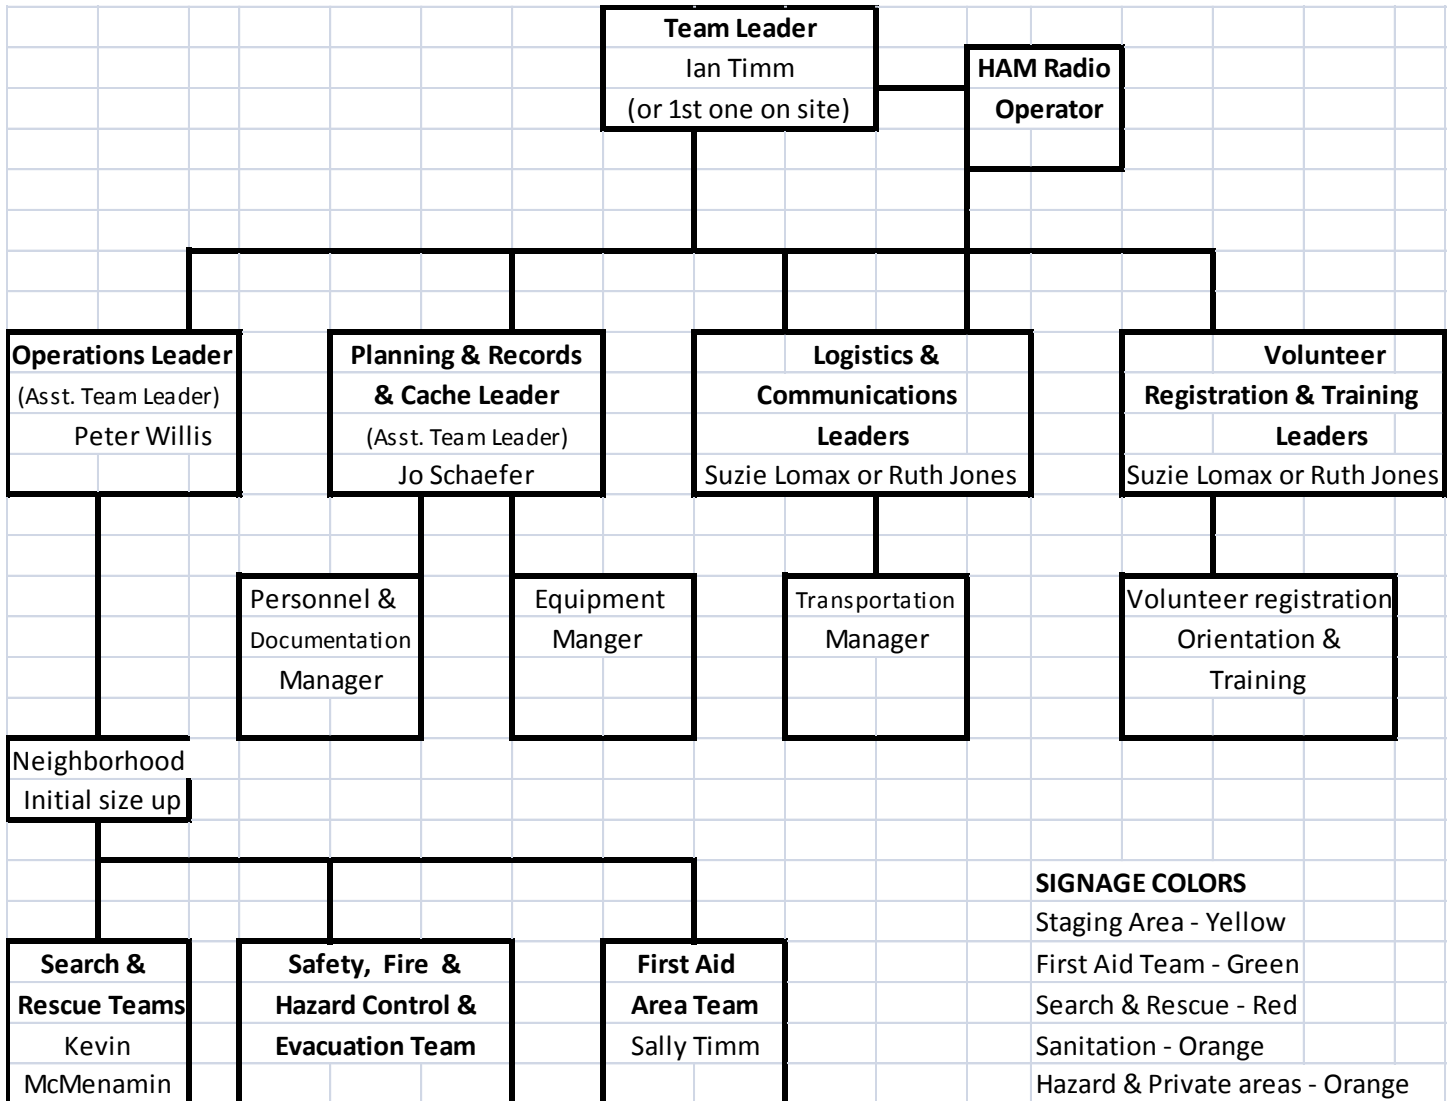 Team Leader
Ian Timm
(or 1st one on site)
HAM Radio
Operator
Operations Leader
(Asst. Team Leader)
Peter Willis
Planning & Records
& Cache Leader
(Asst. Team Leader)
Jo Schaefer
Logistics &
Communications
Leaders
Suzie Lomax or Ruth Jones
Volunteer
Registration & Training
Leaders
Suzie Lomax or Ruth Jones
Personnel &
Documentation
Manager
Equipment
Manger
Transportation
Manager
Volunteer registration
Orientation &
Training
Neighborhood
Initial size up
Search &
Rescue Teams
Kevin
McMenamin
Safety, Fire &
Hazard Control &
Evacuation Team
First Aid
Area Team
Sally Timm
SIGNAGE COLORS
Staging Area - Yellow
First Aid Team - Green
Search & Rescue - Red
Sanitation - Orange
Hazard & Private areas - Orange